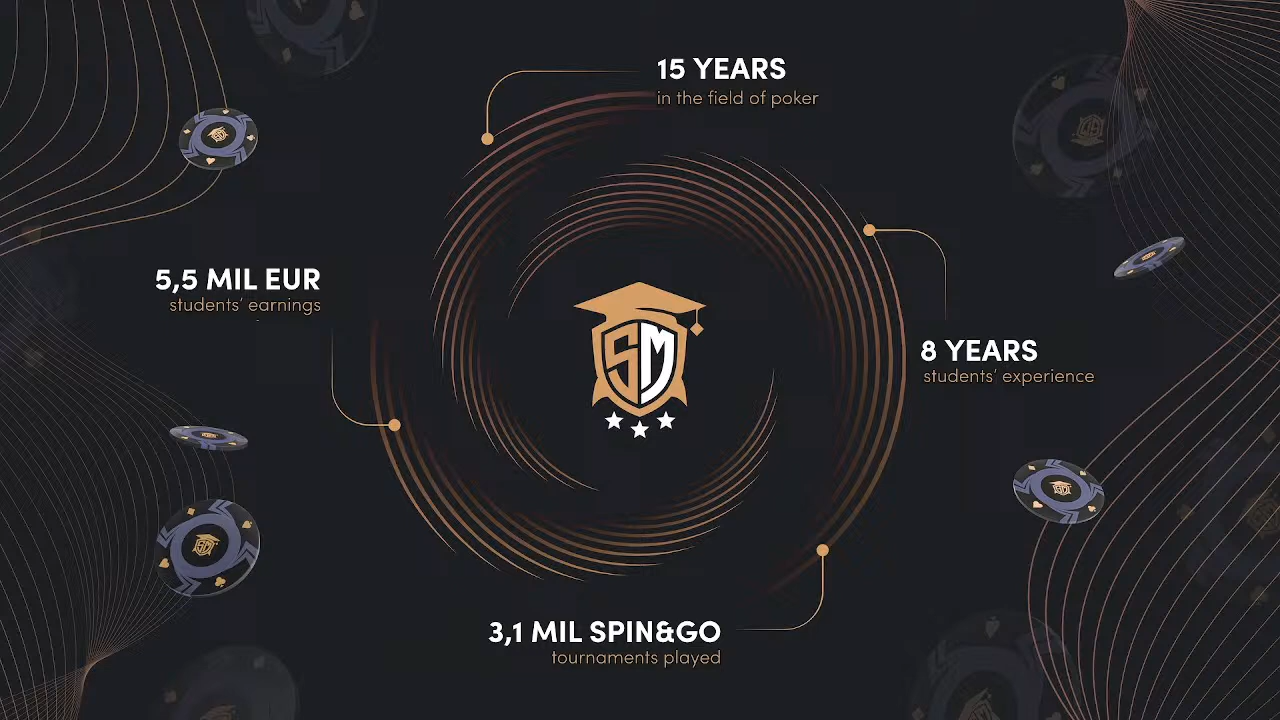 15 YEARS
in the field of poker
5,5 MIL EUR
students' earnings
8 YEARS
students' experience
SM
3,1 MIL SPIN&GO
tournaments played